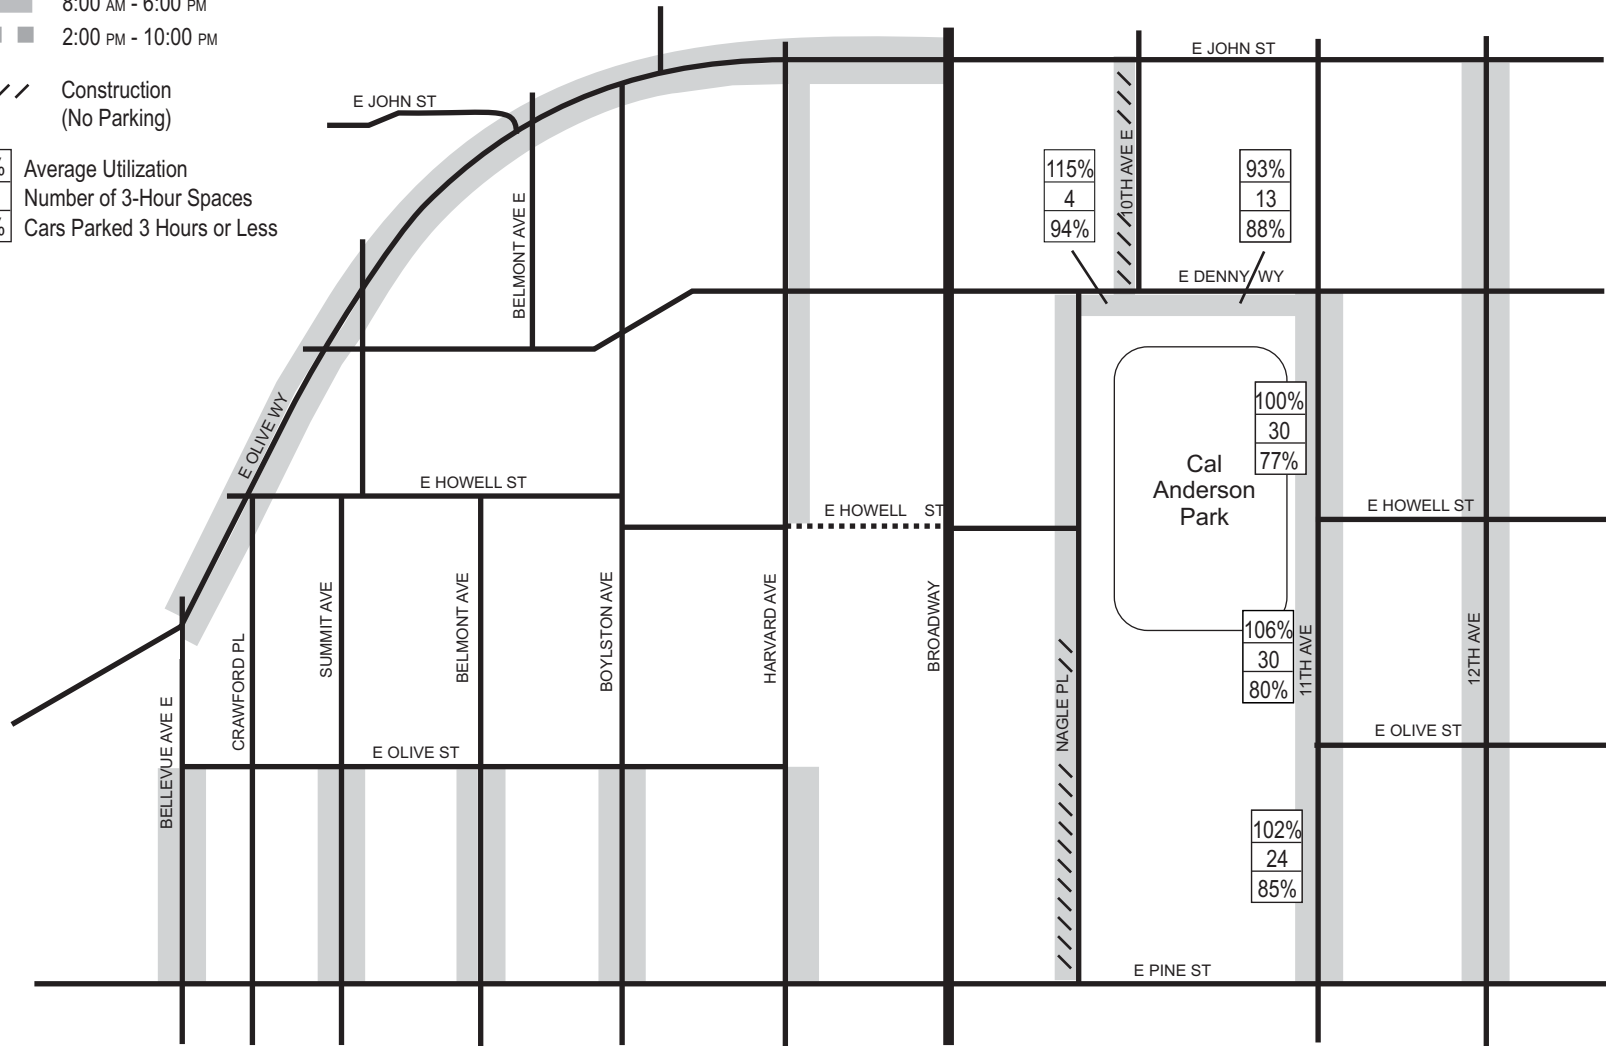 8:00 AM - 6:00 PM
2:00 PM - 10:00 PM
Construction
(No Parking)
%
Average Utilization
Number of 3-Hour Spaces
%
Cars Parked 3 Hours or Less
E JOHN ST
E JOHN ST
10TH AVE E
115%
4
94%
93%
13
88%
BELMONT AVE E
E DENNY WY
E OLIVE WY
100%
30
77%
Cal
Anderson
Park
E HOWELL ST
E HOWELL ST
E HOWELL ST
CRAWFORD PL
SUMMIT AVE
BELMONT AVE
BOYLSTON AVE
HARVARD AVE
BROADWAY
NAGLE PL
106%
30
80%
11TH AVE
12TH AVE
BELLEVUE AVE E
E OLIVE ST
E OLIVE ST
102%
24
85%
E PINE ST